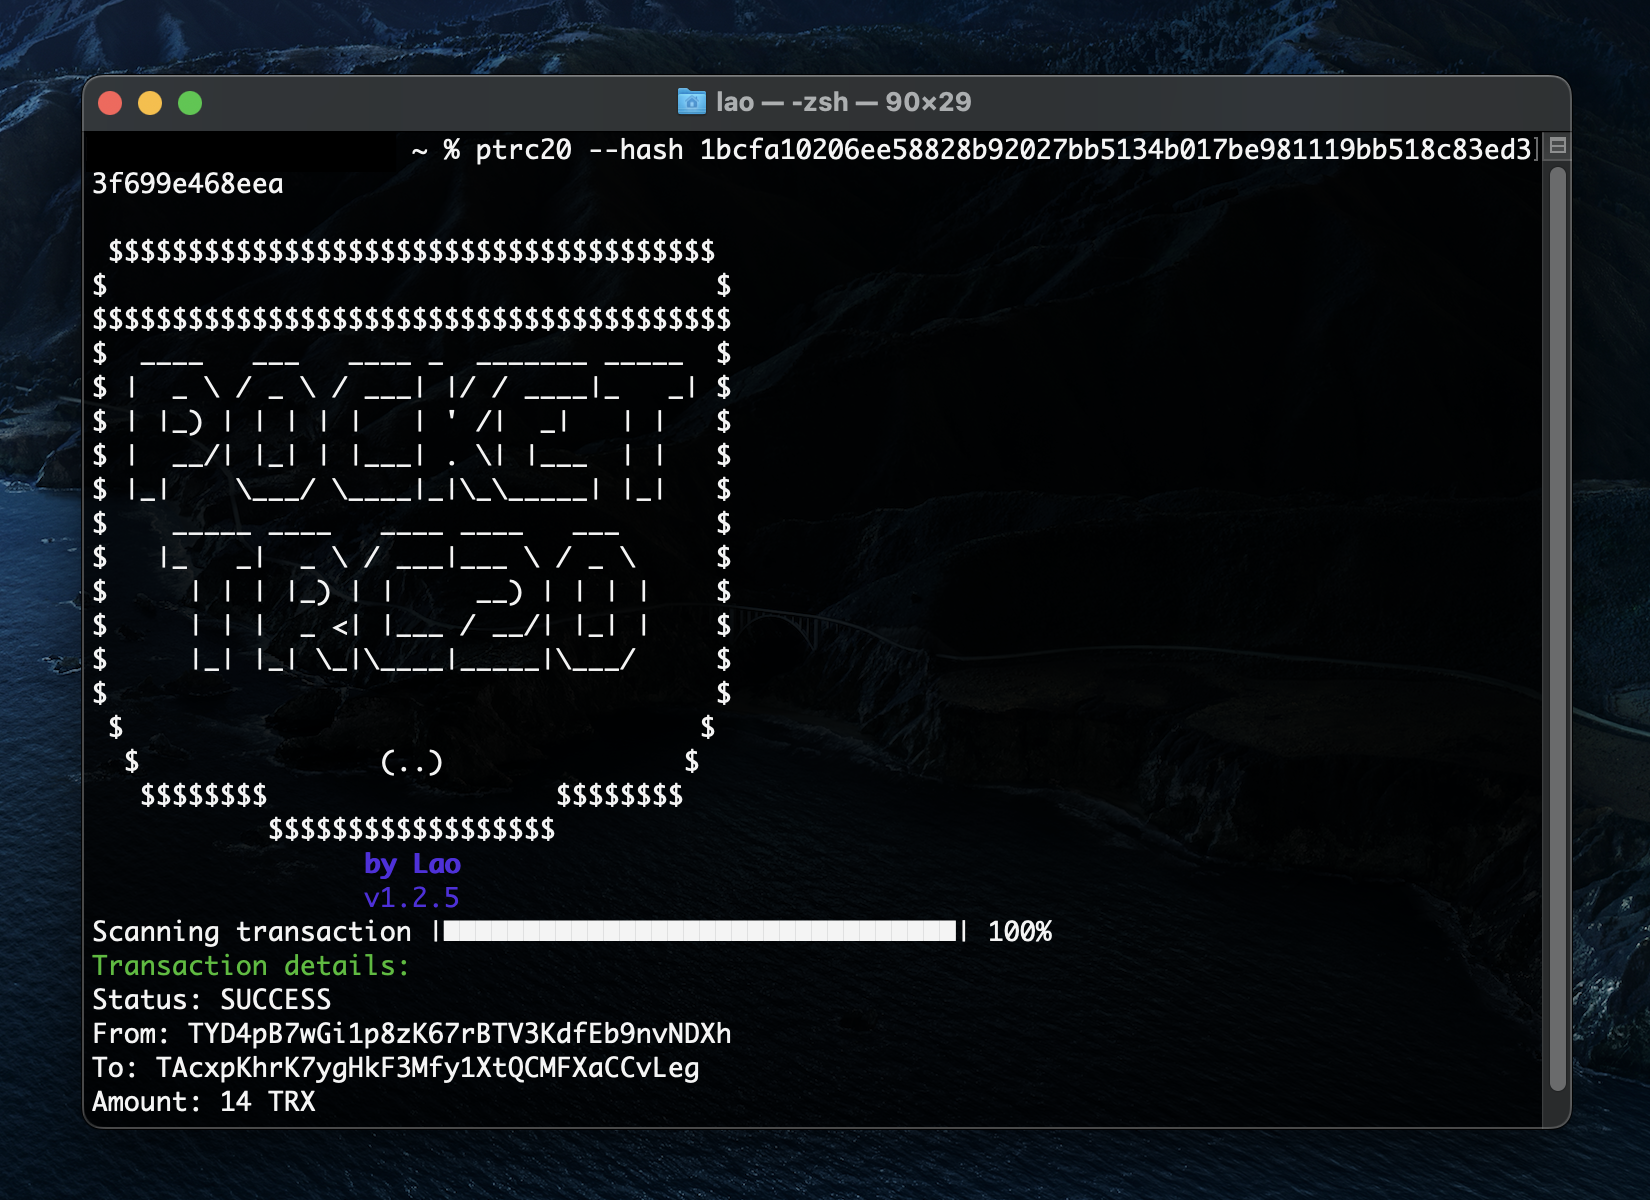 lao — -zsh — 90×29
~ % ptrc20 --hash 1bcfa10206ee58828b92027bb5134b017be981119bb518c83ed3
3f699e468eea
$$$$$$$$$$$$$$$$$$$$$$$$$$$$$$$$$$$$$$
$                                      $
$$$$$$$$$$$$$$$$$$$$$$$$$$$$$$$$$$$$$$$$
$  ____   ___   ____ _  _______ _____  $
$ |  _ \ / _ \ / ___| |/ / ____|_   _| $
$ | |_) | | | | |   | ' /|  _|   | |   $
$ |  __/| |_| | |___| . \| |___  | |   $
$ |_|    \___/ \____|_|\_\_____| |_|   $
$    _____ ____   ____ ____   ___      $
$   |_   _|  _ \ / ___|___ \ / _ \     $
$     | | | |_) | |     __) | | | |    $
$     | | |  _ <| |___ / __/| |_| |    $
$     |_| |_| \_|\____|_____|\___/     $
$                                      $
$                                    $
$               (..)               $
$$$$$$$$                  $$$$$$$$
$$$$$$$$$$$$$$$$$$
by Lao
v1.2.5
Scanning transaction |████████████████████████████████| 100%
Transaction details:
Status: SUCCESS
From: TYD4pB7wGi1p8zK67rBTV3KdfEb9nvNDXh
To: TAcxpKhrK7ygHkF3Mfy1XtQCMFXaCCvLeg
Amount: 14 TRX